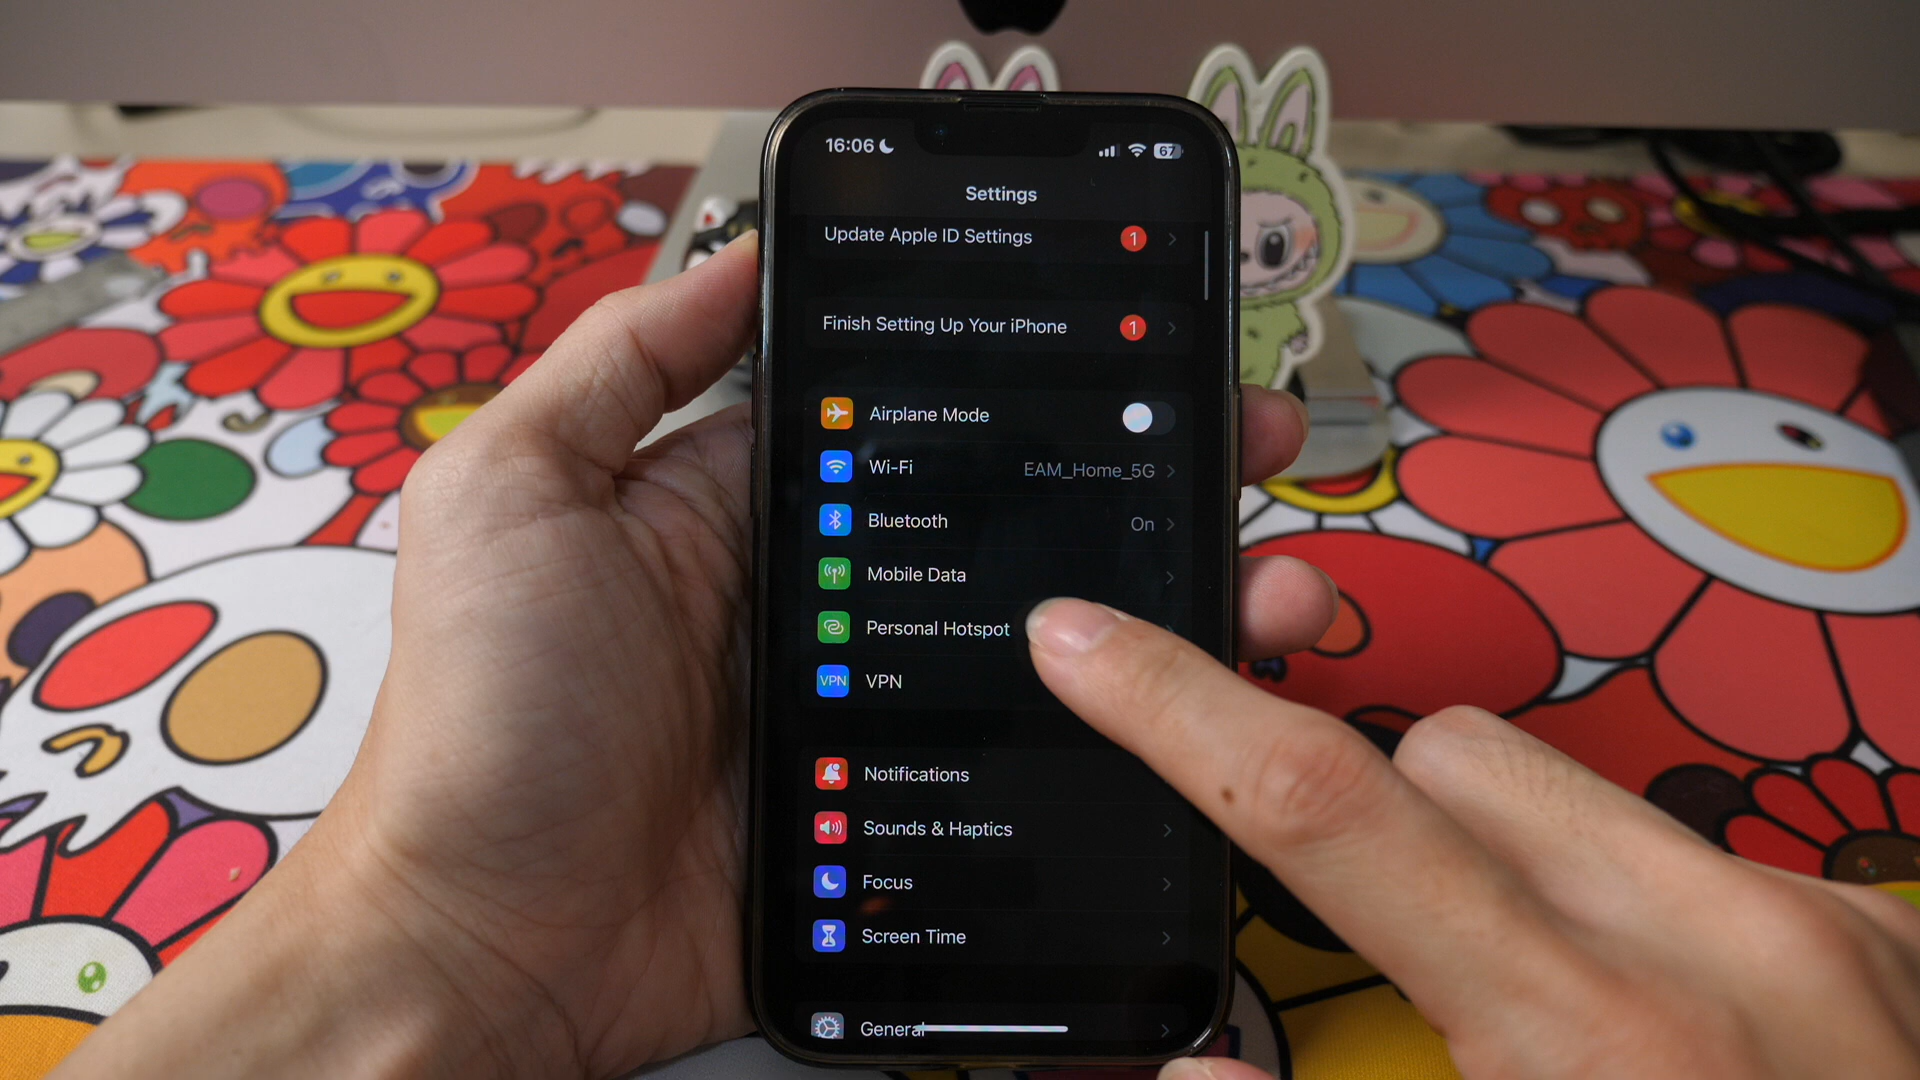 16:06
67
Settings
Update Apple ID Settings 1
Finish Setting Up Your iPhone 1
Airplane Mode
Wi-Fi EAM_Home_5G
Bluetooth On
Mobile Data
Personal Hotspot
VPN VPN
Notifications
Sounds & Haptics
Focus
Screen Time
General